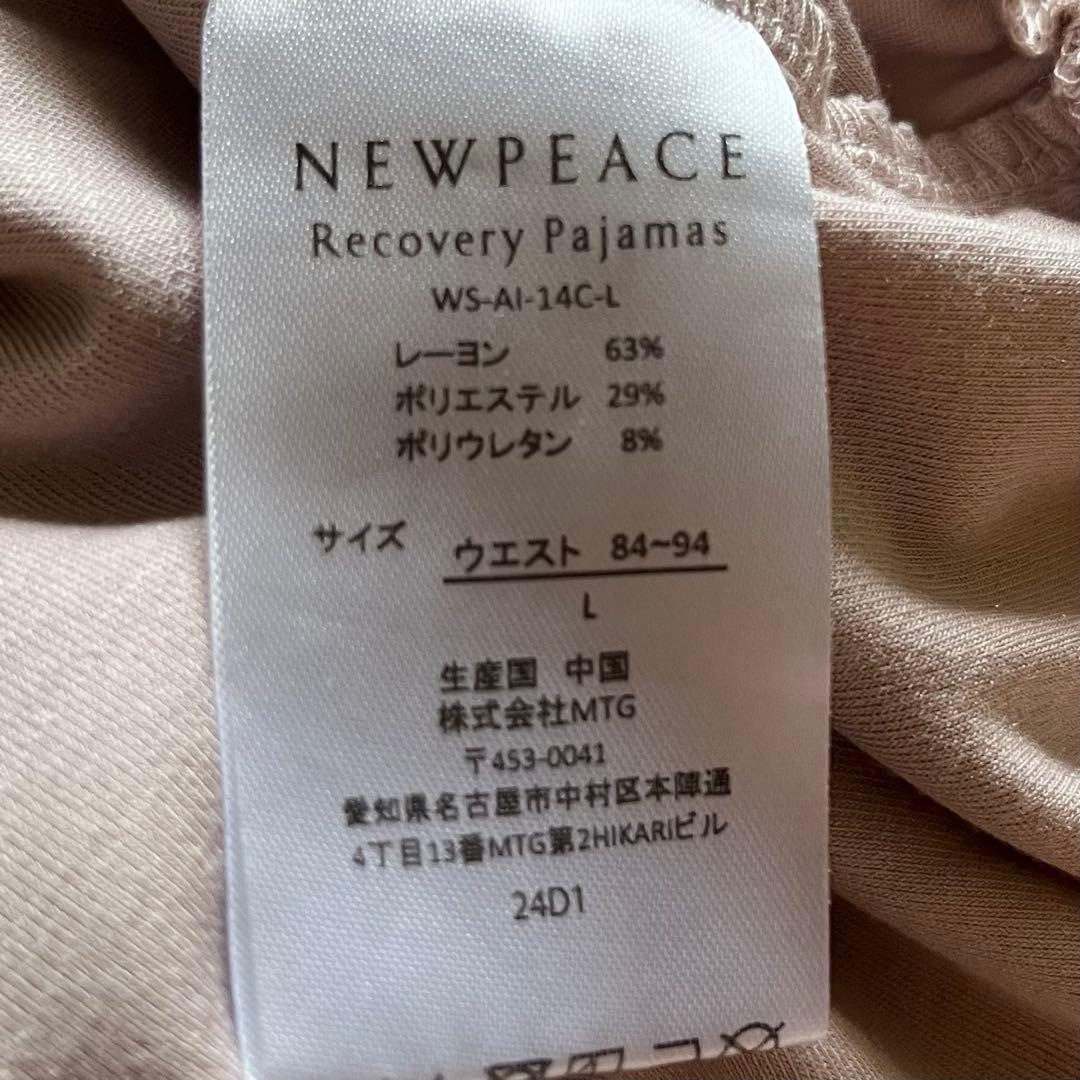 NEWPEACE
Recovery Pajamas
WS-AI-14C-L
レーヨン 63%
ポリエステル 29%
ポリウレタン 8%
サイズ ウエスト 84~94
L
生産国 中国
株式会社MTG
〒453-0041
愛知県名古屋市中村区本陣通
4丁目13番MTG第2HIKARIビル
24D1